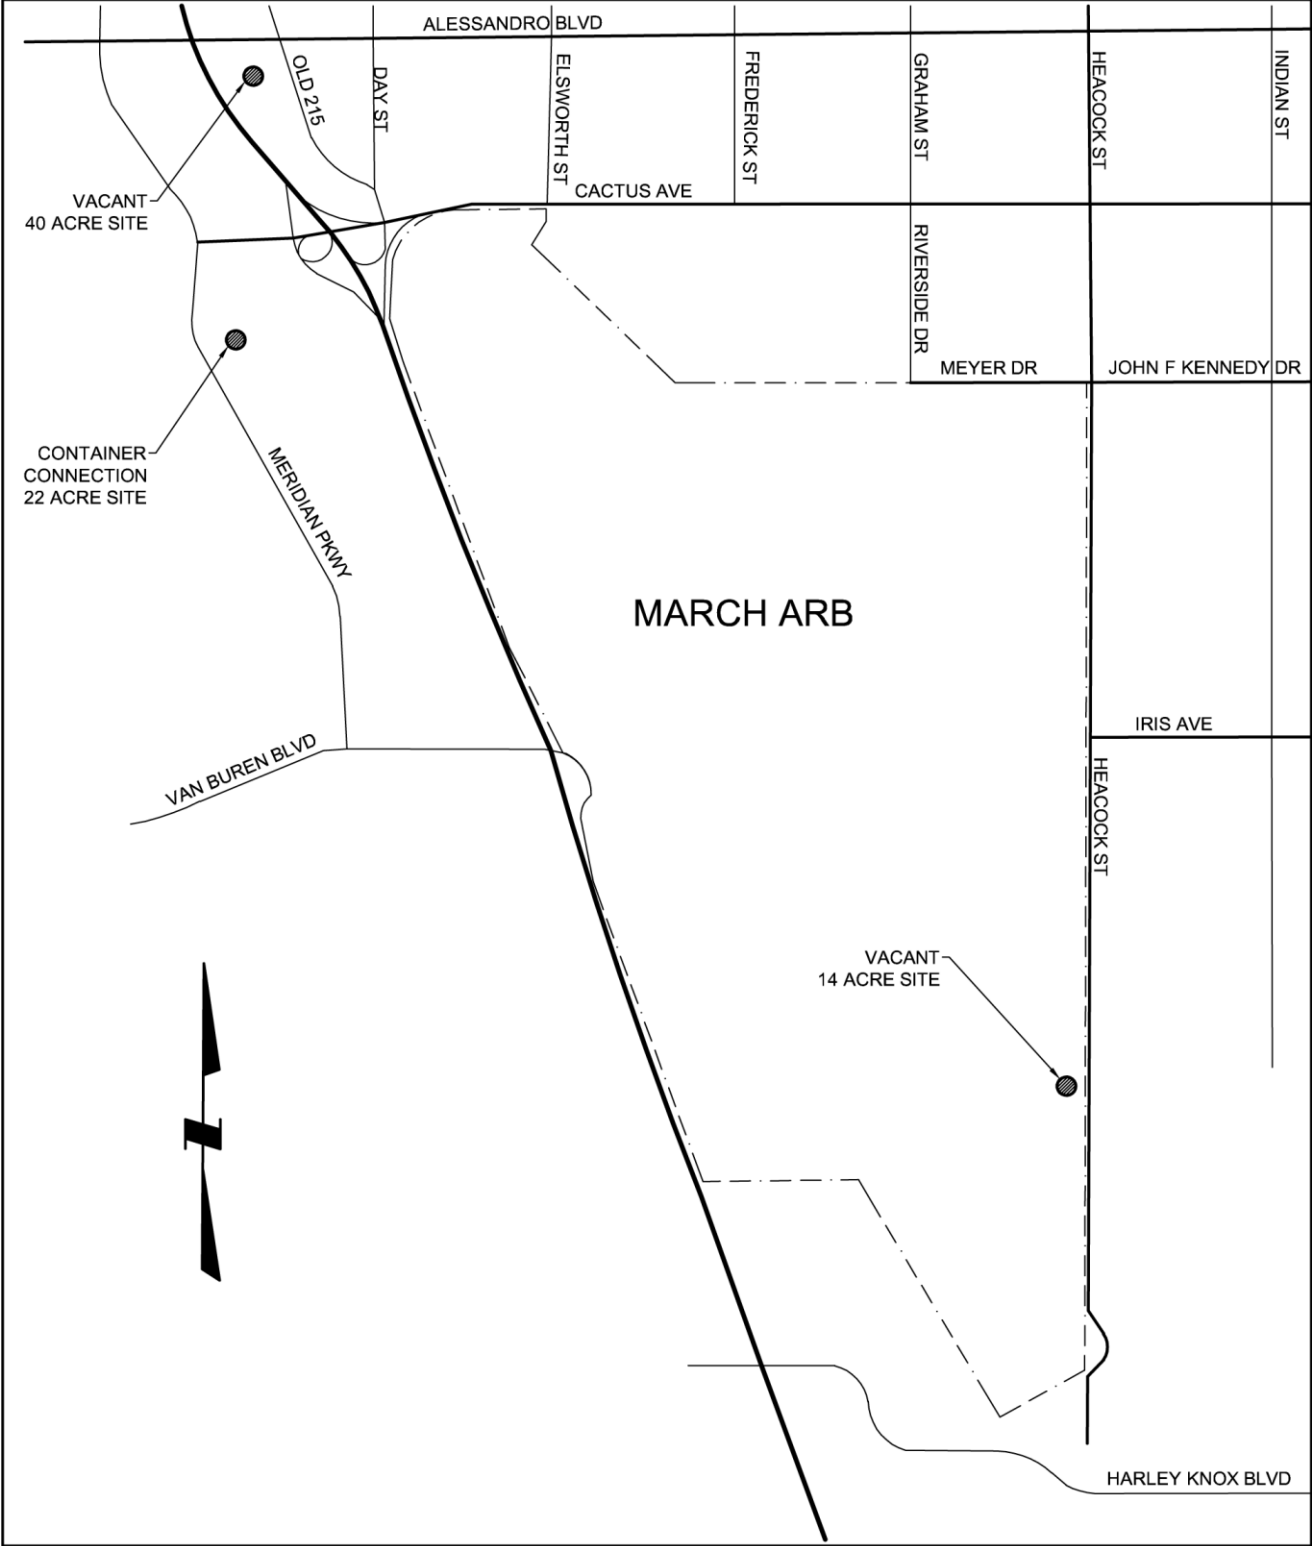 ALESSANDRO BLVD
OLD 215
DAY ST
ELSWORTH ST
FREDERICK ST
GRAHAM ST
HEACOCK ST
INDIAN ST
VACANT
40 ACRE SITE
CACTUS AVE
RIVERSIDE DR
MEYER DR
JOHN F KENNEDY DR
CONTAINER
CONNECTION
22 ACRE SITE
MERIDIAN PKWY
MARCH ARB
IRIS AVE
VAN BUREN BLVD
HEACOCK ST
VACANT
14 ACRE SITE
Z
HARLEY KNOX BLVD